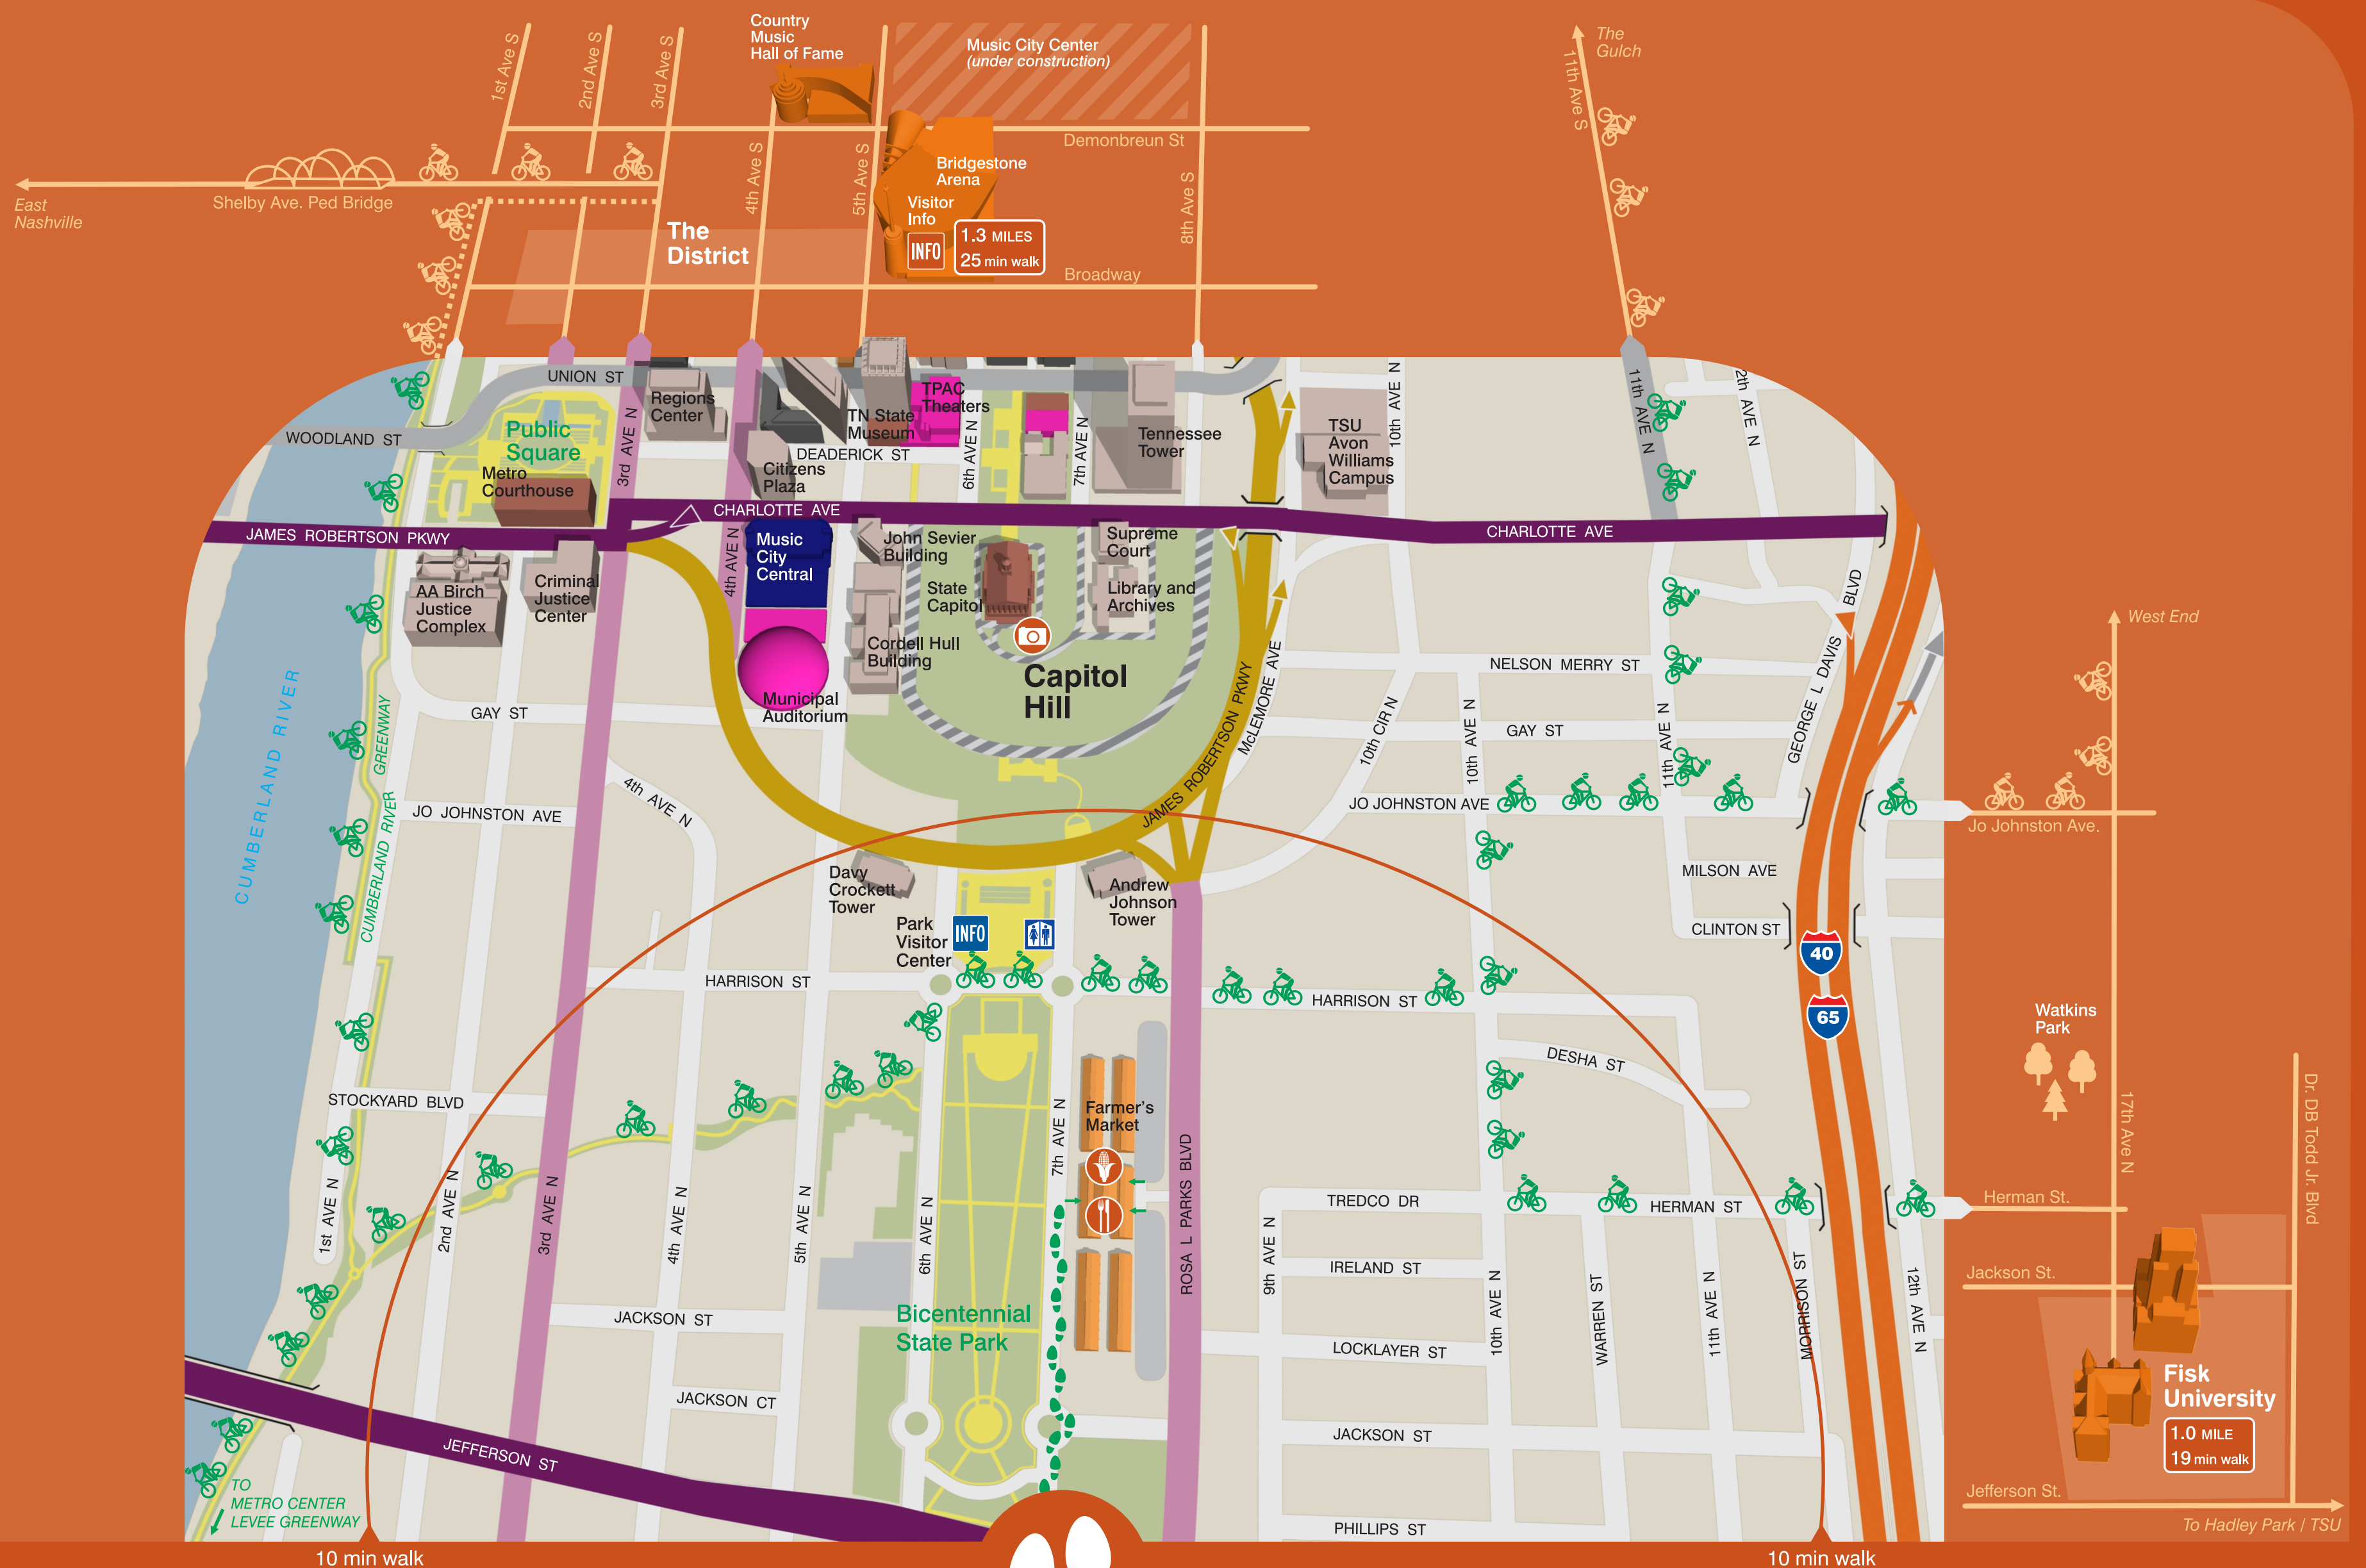 Country
Music
Hall of Fame
Music City Center
(under construction)
The
Gulch
1st Ave S
2nd Ave S
3rd Ave S
11th Ave S
Demonbreun St
Bridgestone
Arena
4th Ave S
5th Ave S
8th Ave S
East
Nashville
Shelby Ave. Ped Bridge
Visitor
Info
INFO
1.3 MILES
25 min walk
The
District
Broadway
UNION ST
Regions
Center
TPAC
Theaters
TN State
Museum
WOODLAND ST
Public
Square
Metro
Courthouse
3rd AVE N
DEADERICK ST
Citizens
Plaza
6th AVE N
7th AVE N
Tennessee
Tower
TSU
Avon
Williams
Campus
10th AVE N
11th AVE N
2th AVE N
CHARLOTTE AVE
CHARLOTTE AVE
JAMES ROBERTSON PKWY
4th AVE N
Music
City
Central
John Sevier
Building
Supreme
Court
State
Capitol
Library and
Archives
AA Birch
Justice
Complex
Criminal
Justice
Center
Cordell Hull
Building
Capitol
Hill
Municipal
Auditorium
JAMES ROBERTSON PKWY
McLEMORE AVE
NELSON MERRY ST
GEORGE L DAVIS BLVD
West End
CUMBERLAND RIVER
CUMBERLAND RIVER GREENWAY
GAY ST
GAY ST
10th CIR N
10th AVE N
11th AVE N
JO JOHNSTON AVE
4th AVE N
JO JOHNSTON AVE
Jo Johnston Ave.
MILSON AVE
Davy
Crockett
Tower
Andrew
Johnson
Tower
Park
Visitor
Center
INFO
CLINTON ST
40
65
HARRISON ST
HARRISON ST
Watkins
Park
DESHA ST
STOCKYARD BLVD
Farmer's
Market
7th AVE N
ROSA L PARKS BLVD
17th Ave N
Dr. DB Todd Jr. Blvd
1st AVE N
2nd AVE N
3rd AVE N
4th AVE N
5th AVE N
6th AVE N
TREDCO DR
HERMAN ST
Herman St.
9th AVE N
IRELAND ST
10th AVE N
WARREN ST
11th AVE N
MORRISON ST
12th AVE N
Jackson St.
JACKSON ST
Bicentennial
State Park
LOCKLAYER ST
JACKSON CT
Fisk
University
1.0 MILE
19 min walk
JACKSON ST
JEFFERSON ST
TO
METRO CENTER
LEVEE GREENWAY
Jefferson St.
To Hadley Park / TSU
PHILLIPS ST
10 min walk
10 min walk